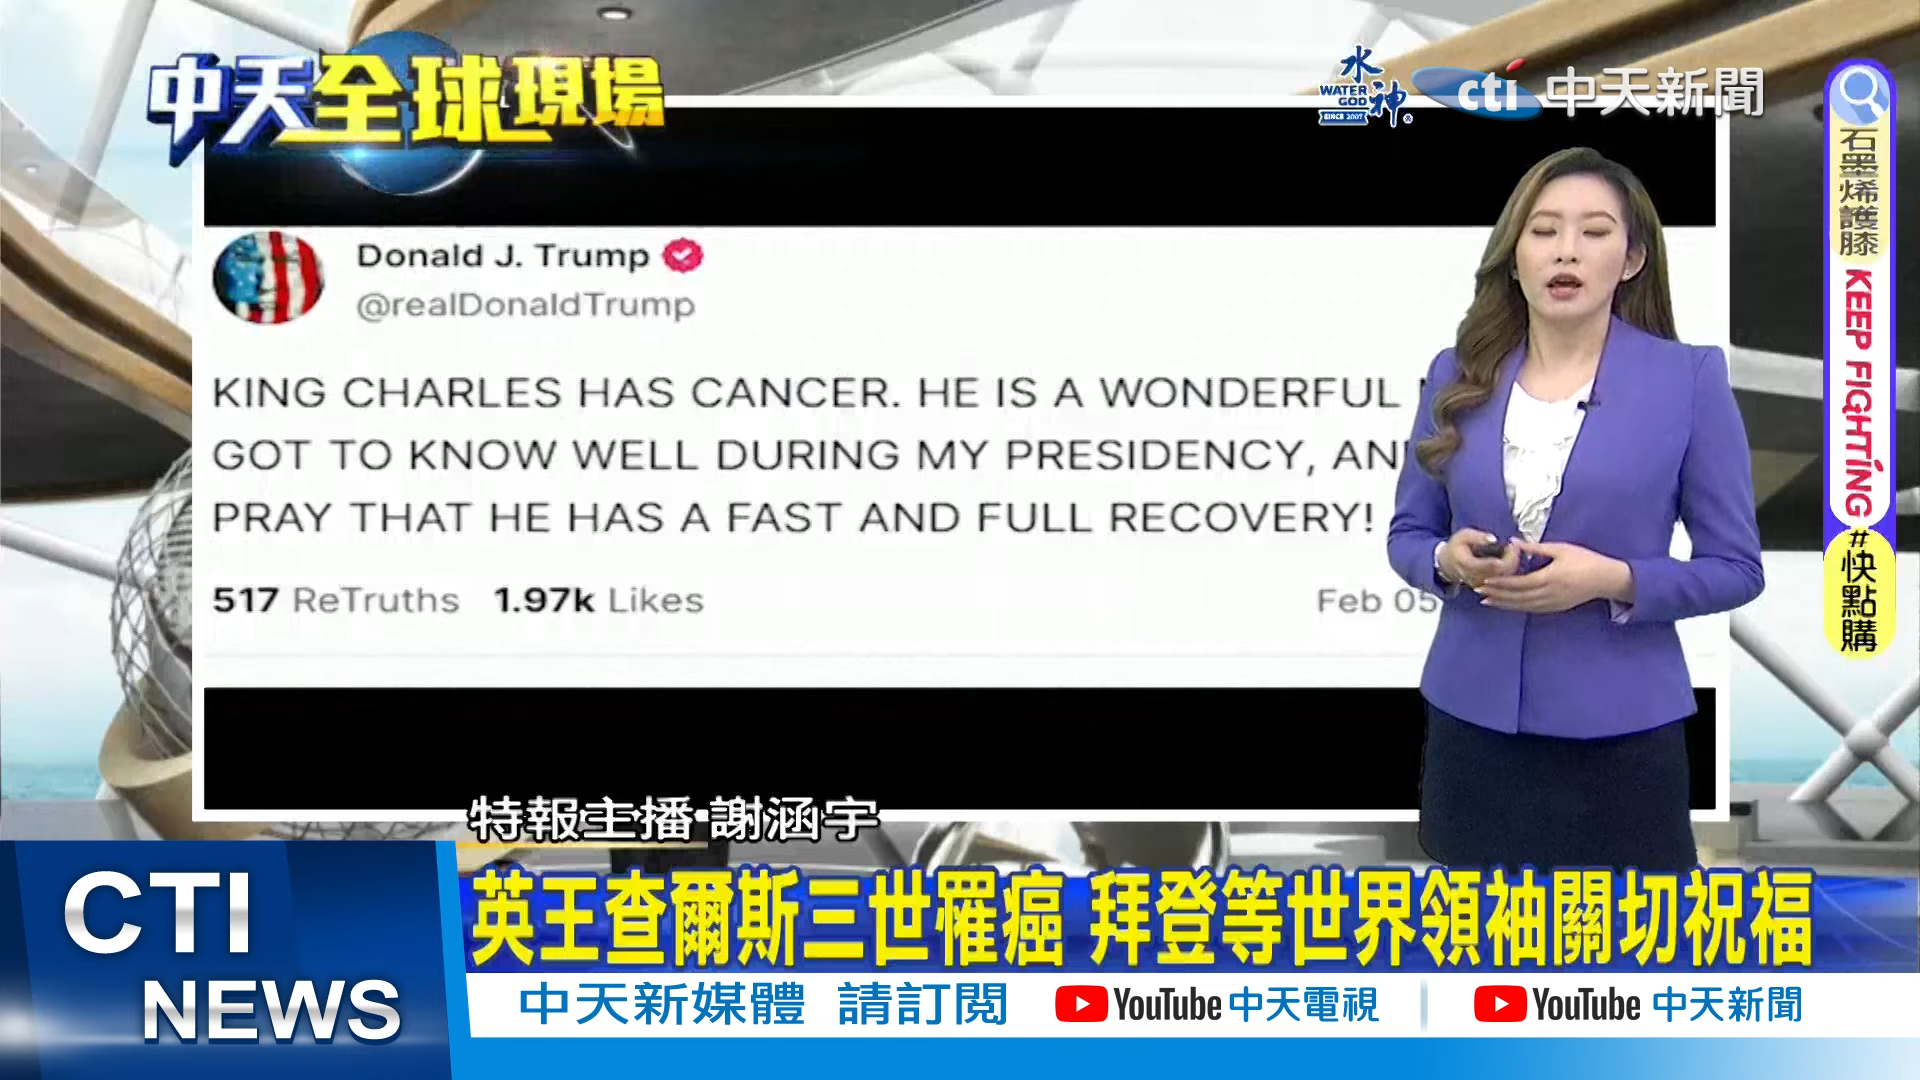 中天全球現場
水神
WATER
GOD
SINCE 2007
cti 中天新聞
石墨烯護膝 KEEP FIGHTING #快點購
Donald J. Trump
@realDonaldTrump
KING CHARLES HAS CANCER. HE IS A WONDERFUL
GOT TO KNOW WELL DURING MY PRESIDENCY,
PRAY THAT HE HAS A FAST AND FULL RECOVERY!
517 ReTruths 1.97k Likes
Feb 05
特報主播 謝涵宇
CTI
NEWS
英王查爾斯三世罹癌 拜登等世界領袖關切祝福
中天新媒體 請訂閱 YouTube 中天電視 YouTube 中天新聞